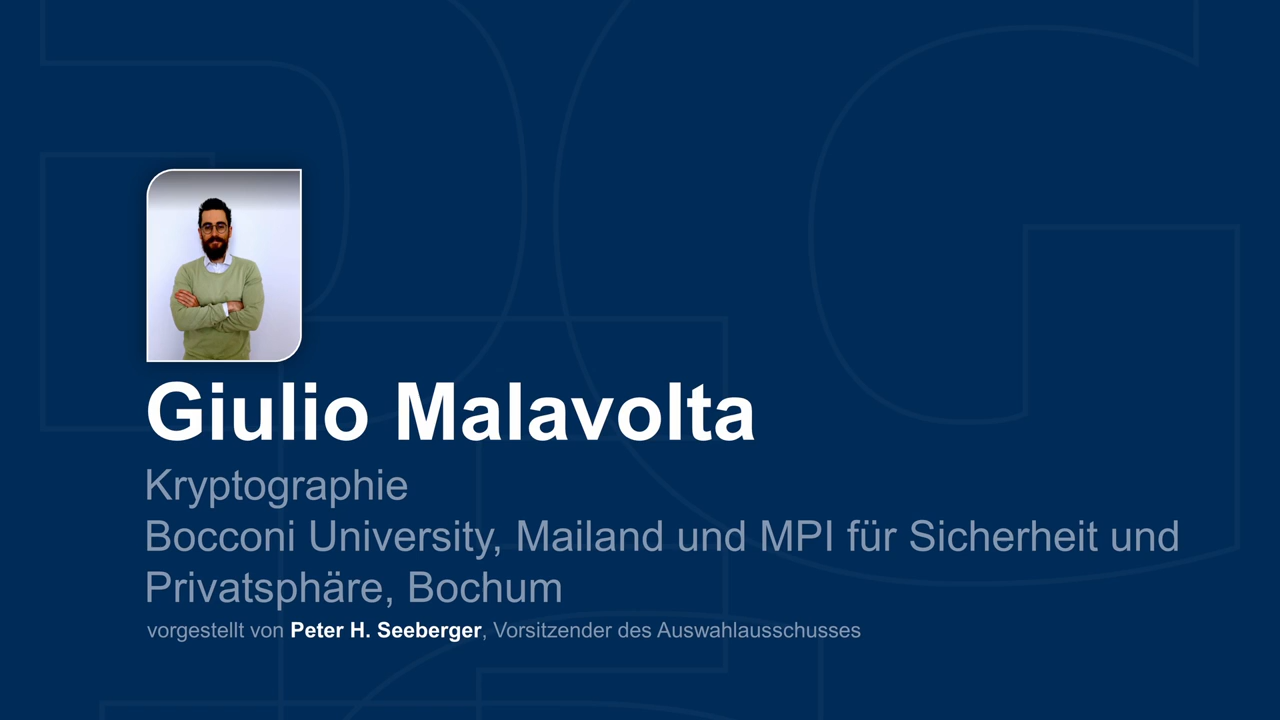 Giulio Malavolta
Kryptographie
Bocconi University, Mailand und MPI für Sicherheit und
Privatsphäre, Bochum
vorgestellt von Peter H. Seeberger, Vorsitzender des Auswahlausschusses